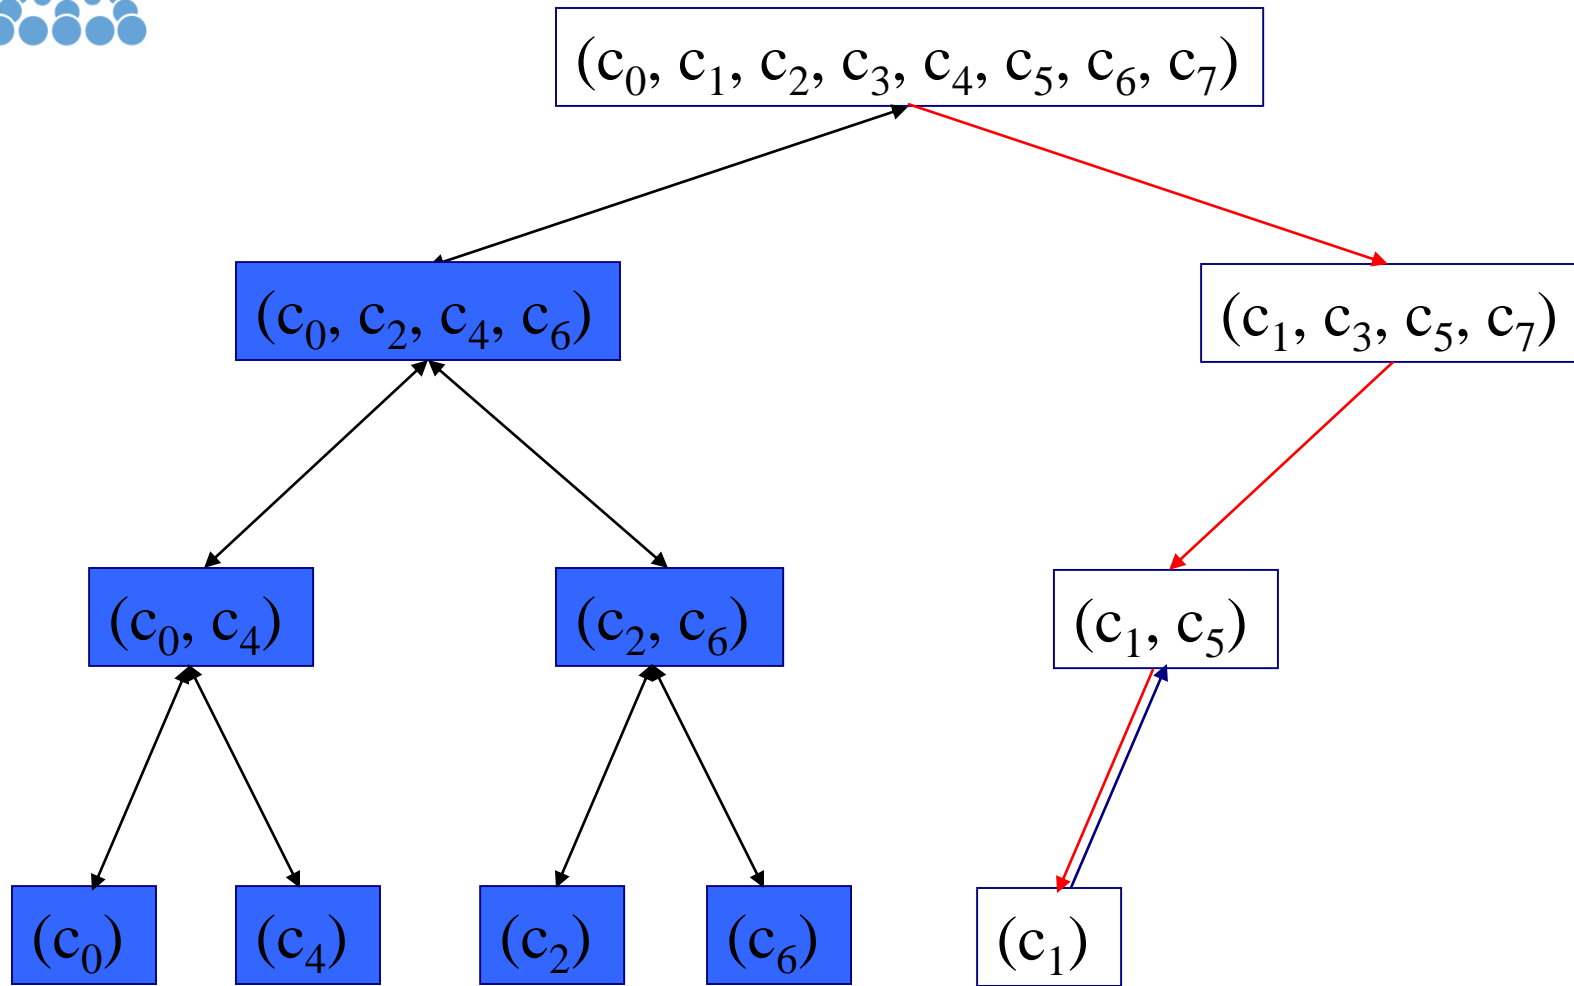 (c₀, c₁, c₂, c₃, c₄, c₅, c₆, c₇)
(c₀, c₂, c₄, c₆)
(c₁, c₃, c₅, c₇)
(c₀, c₄)
(c₂, c₆)
(c₁, c₅)
(c₀)
(c₄)
(c₂)
(c₆)
(c₁)